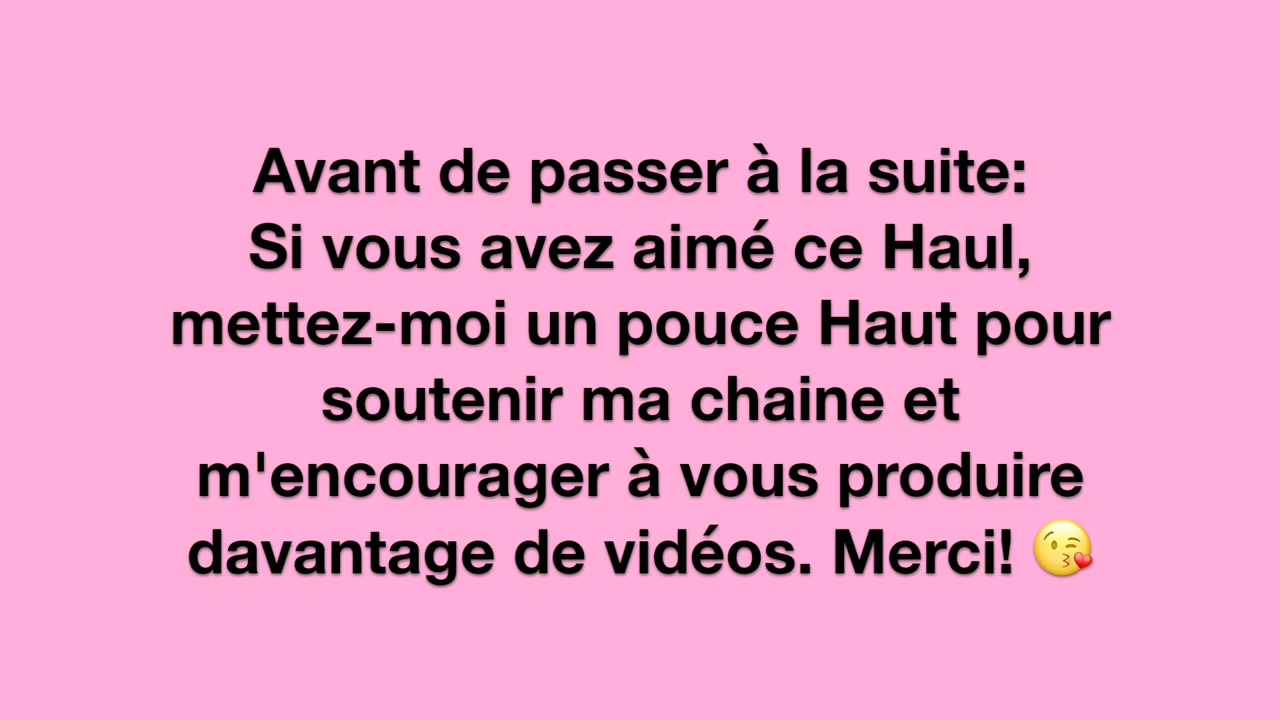 Avant de passer à la suite:
Si vous avez aimé ce Haul,
mettez-moi un pouce Haut pour
soutenir ma chaine et
m'encourager à vous produire
davantage de vidéos. Merci! 😘